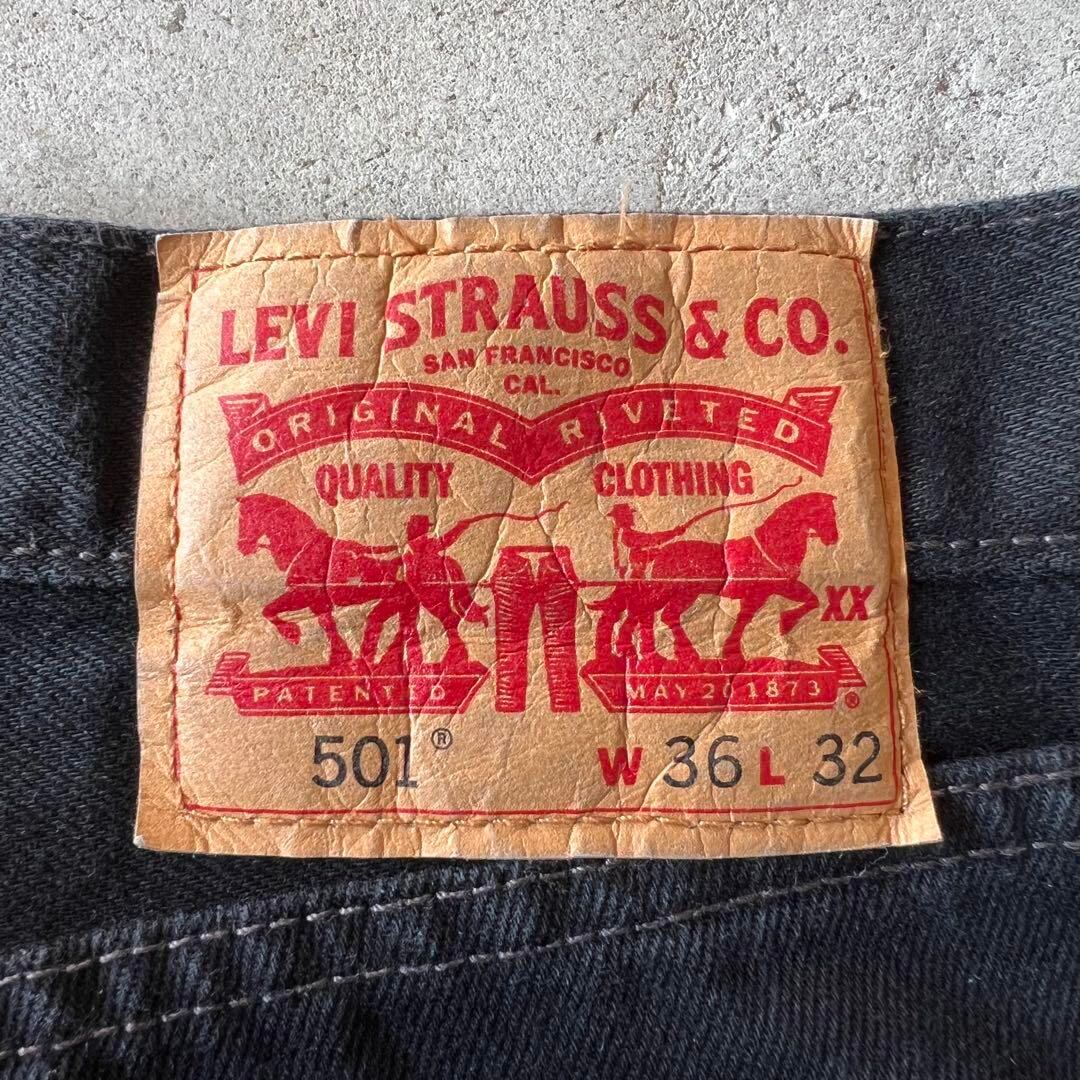 LEVI STRAUSS & CO.
SAN FRANCISCO
CAL.
ORIGINAL RIVETED
QUALITY CLOTHING
XX
PATENTED MAY 20 1873 ®
501® W 36 L 32